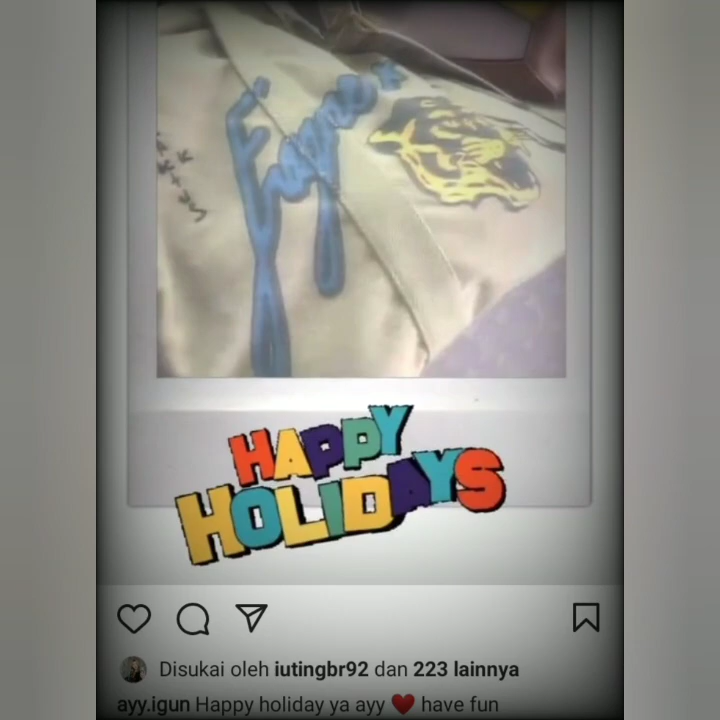 HAPPY
HOLIDAYS
Disukai oleh iutingbr92 dan 223 lainnya
ayy.igun Happy holiday ya ayy ❤️ have fun